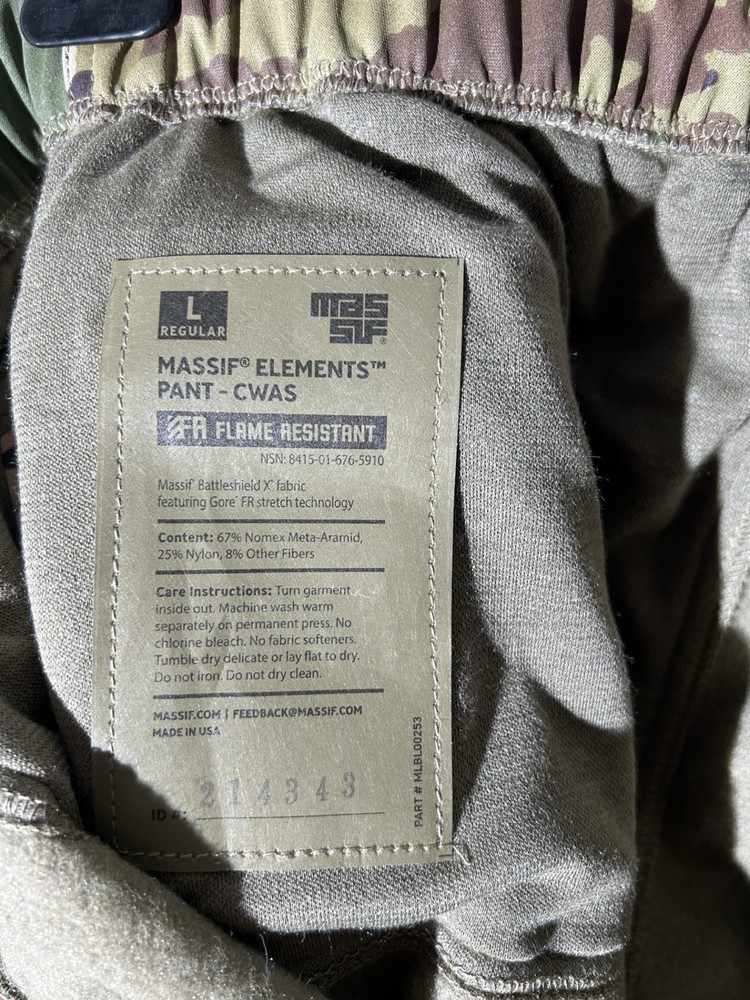 L
REGULAR
MASSIF®
MASSIF® ELEMENTS™
PANT - CWAS
FR FLAME RESISTANT
NSN: 8415-01-676-5910
Massif® Battleshield X™ fabric
featuring Gore® FR stretch technology
Content: 67% Nomex Meta-Aramid,
25% Nylon, 8% Other Fibers
Care Instructions: Turn garment
inside out. Machine wash warm
separately on permanent press. No
chlorine bleach. No fabric softeners.
Tumble dry delicate or lay flat to dry.
Do not iron. Do not dry clean.
MASSIF.COM | FEEDBACK@MASSIF.COM
MADE IN USA
ID #: 214343
PART # MLBL00253